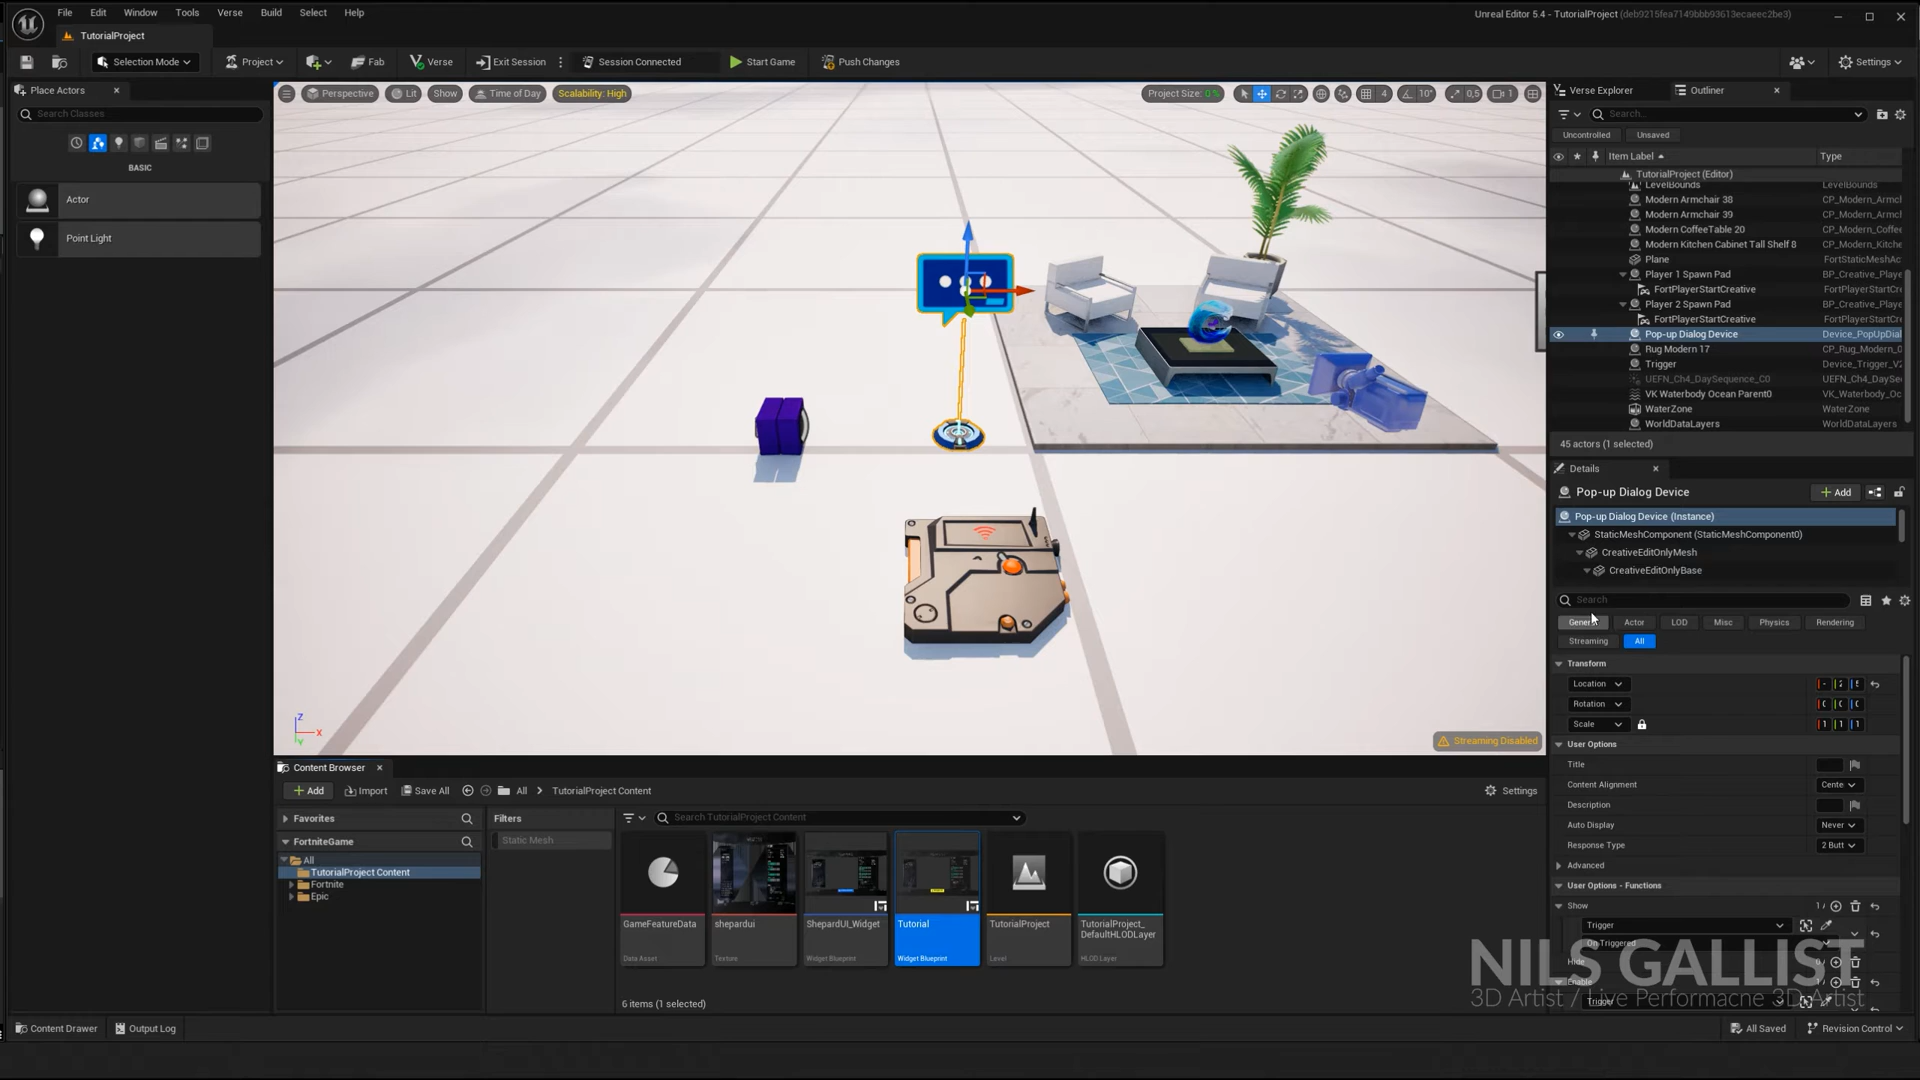 File Edit Window Tools Verse Build Select Help
Unreal Editor 5.4 - TutorialProject (deb9215fea7149bbb93613ecaeec2be3)
TutorialProject
Selection Mode
Project
Fab
Verse
Exit Session
Session Connected
Start Game
Push Changes
Settings
Place Actors
Search Classes
BASIC
Actor
Point Light
Perspective
Lit
Show
Time of Day
Scalability: High
Project Size: 0%
4
10°
0,5
1
Z
X
Y
Streaming Disabled
Verse Explorer
Outliner
Search...
Uncontrolled
Unsaved
Item Label
Type
TutorialProject (Editor)
LevelBounds LevelBounds
Modern Armchair 38 CP_Modern_Armch
Modern Armchair 39 CP_Modern_Armch
Modern CoffeeTable 20 CP_Modern_Coffee
Modern Kitchen Cabinet Tall Shelf 8 CP_Modern_Kitche
Plane FortStaticMeshAc
Player 1 Spawn Pad BP_Creative_Playe
FortPlayerStartCreative FortPlayerStartCre
Player 2 Spawn Pad BP_Creative_Playe
FortPlayerStartCreative FortPlayerStartCre
Pop-up Dialog Device Device_PopUpDial
Rug Modern 17 CP_Rug_Modern_0
Trigger Device_Trigger_V2
UEFN_Ch4_DaySequence_C0 UEFN_Ch4_DaySe
VK Waterbody Ocean Parent0 VK_Waterbody_Oc
WaterZone WaterZone
WorldDataLayers WorldDataLayers
45 actors (1 selected)
Details
Pop-up Dialog Device
Add
Pop-up Dialog Device (Instance)
StaticMeshComponent (StaticMeshComponent0)
CreativeEditOnlyMesh
CreativeEditOnlyBase
Search
General Actor LOD Misc Physics Rendering
Streaming All
Transform
Location
Rotation
Scale
User Options
Title
Content Alignment Cente
Description
Auto Display Never
Response Type 2 Butt
Advanced
User Options - Functions
Show
Trigger
On Triggered
Hide
Enable
Trigger
NILS GALLIST
3D Artist / Live Performacne 3D Artist
Content Browser
Add
Import
Save All
All
TutorialProject Content
Settings
Favorites
FortniteGame
All
TutorialProject Content
Fortnite
Epic
Filters
Static Mesh
Search TutorialProject Content
GameFeatureData
Data Asset
shepardui
Texture
ShepardUI_Widget
Widget Blueprint
Tutorial
Widget Blueprint
TutorialProject
Level
TutorialProject_
DefaultHLODLayer
HLOD Layer
6 items (1 selected)
Content Drawer
Output Log
All Saved
Revision Control